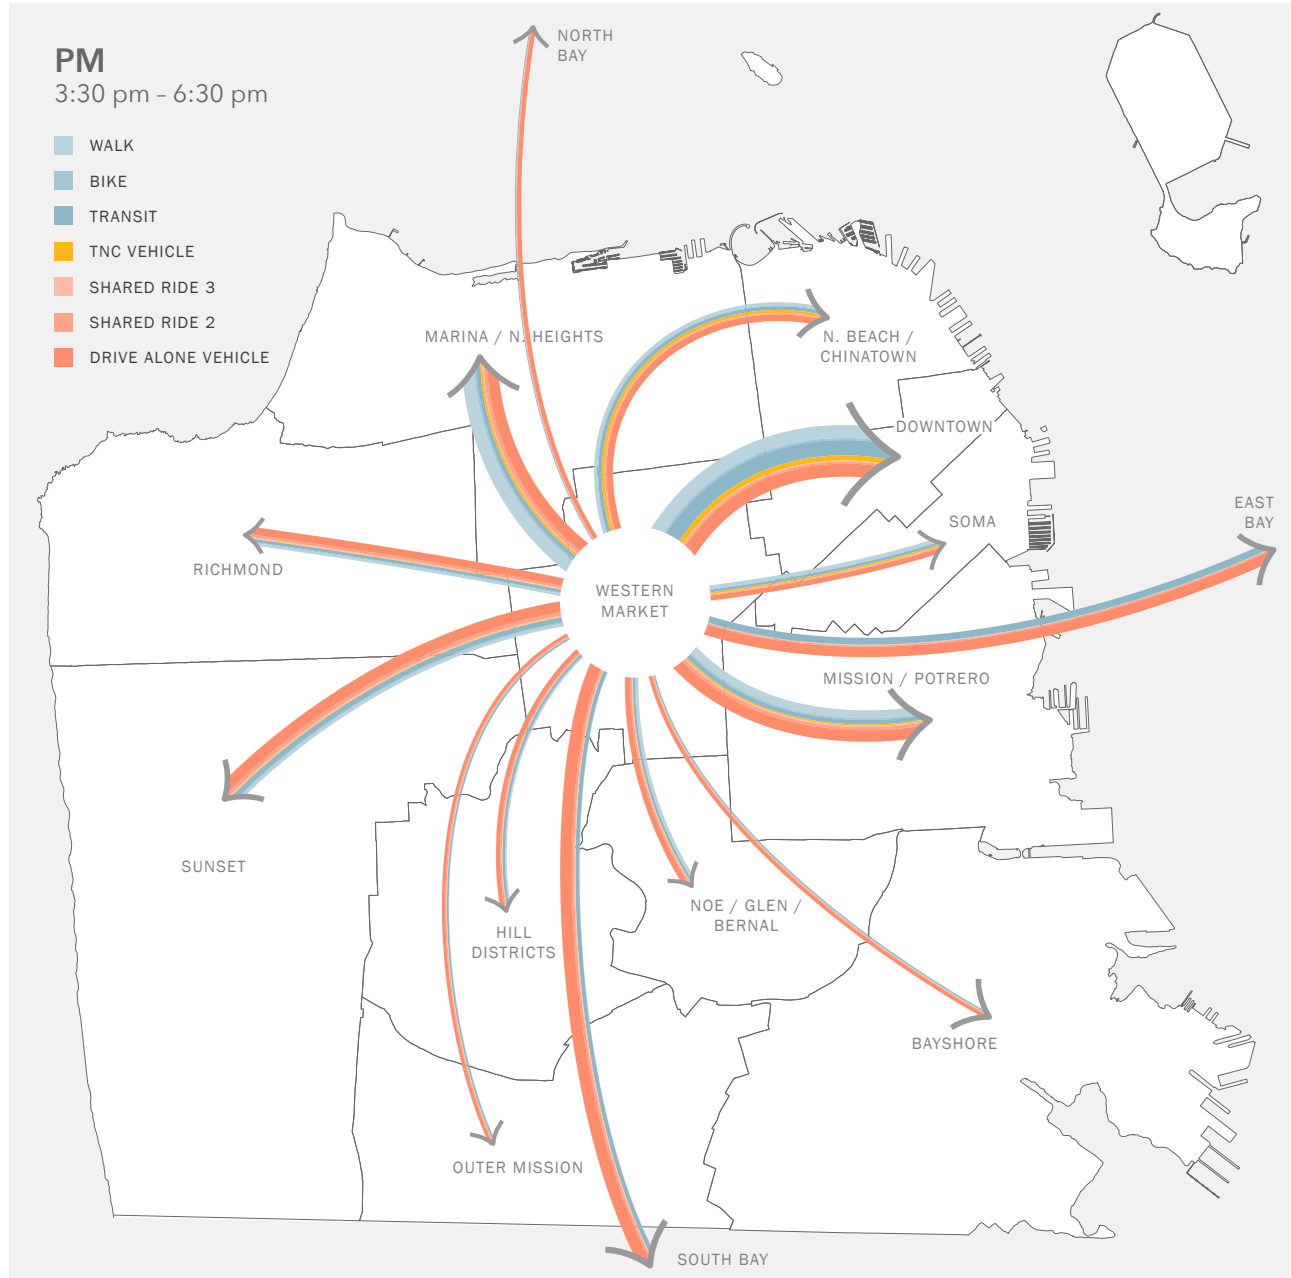 PM
3:30 pm – 6:30 pm
WALK
BIKE
TRANSIT
TNC VEHICLE
SHARED RIDE 3
SHARED RIDE 2
DRIVE ALONE VEHICLE
NORTH
BAY
MARINA / N. HEIGHTS
N. BEACH /
CHINATOWN
DOWNTOWN
SOMA
EAST
BAY
RICHMOND
WESTERN
MARKET
MISSION / POTRERO
SUNSET
NOE / GLEN /
BERNAL
HILL
DISTRICTS
BAYSHORE
OUTER MISSION
SOUTH BAY